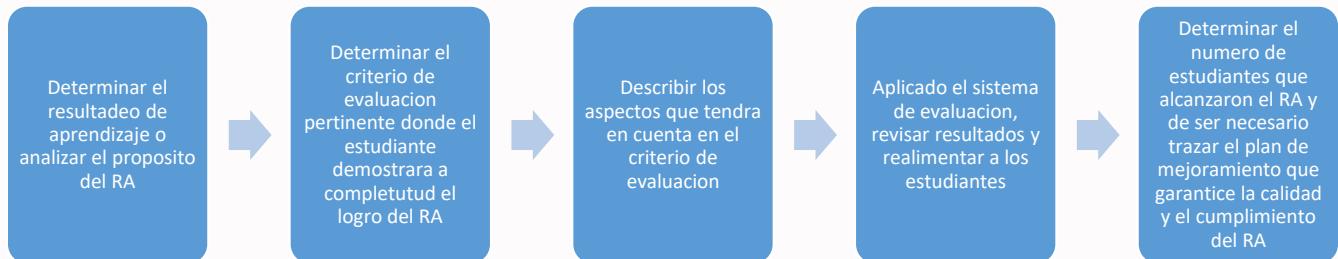 Determinar el
resultadeo de
aprendizaje o
analizar el proposito
del RA
Determinar el
criterio de
evaluacion
pertinente donde el
estudiante
demostrara a
completutud el
logro del RA
Describir los
aspectos que tendra
en cuenta en el
criterio de
evaluacion
Aplicado el sistema
de evaluacion,
revisar resultados y
realimentar a los
estudiantes
Determinar el
numero de
estudiantes que
alcanzaron el RA y
de ser necesario
trazar el plan de
mejoramiento que
garantice la calidad
y el cumplimiento
del RA